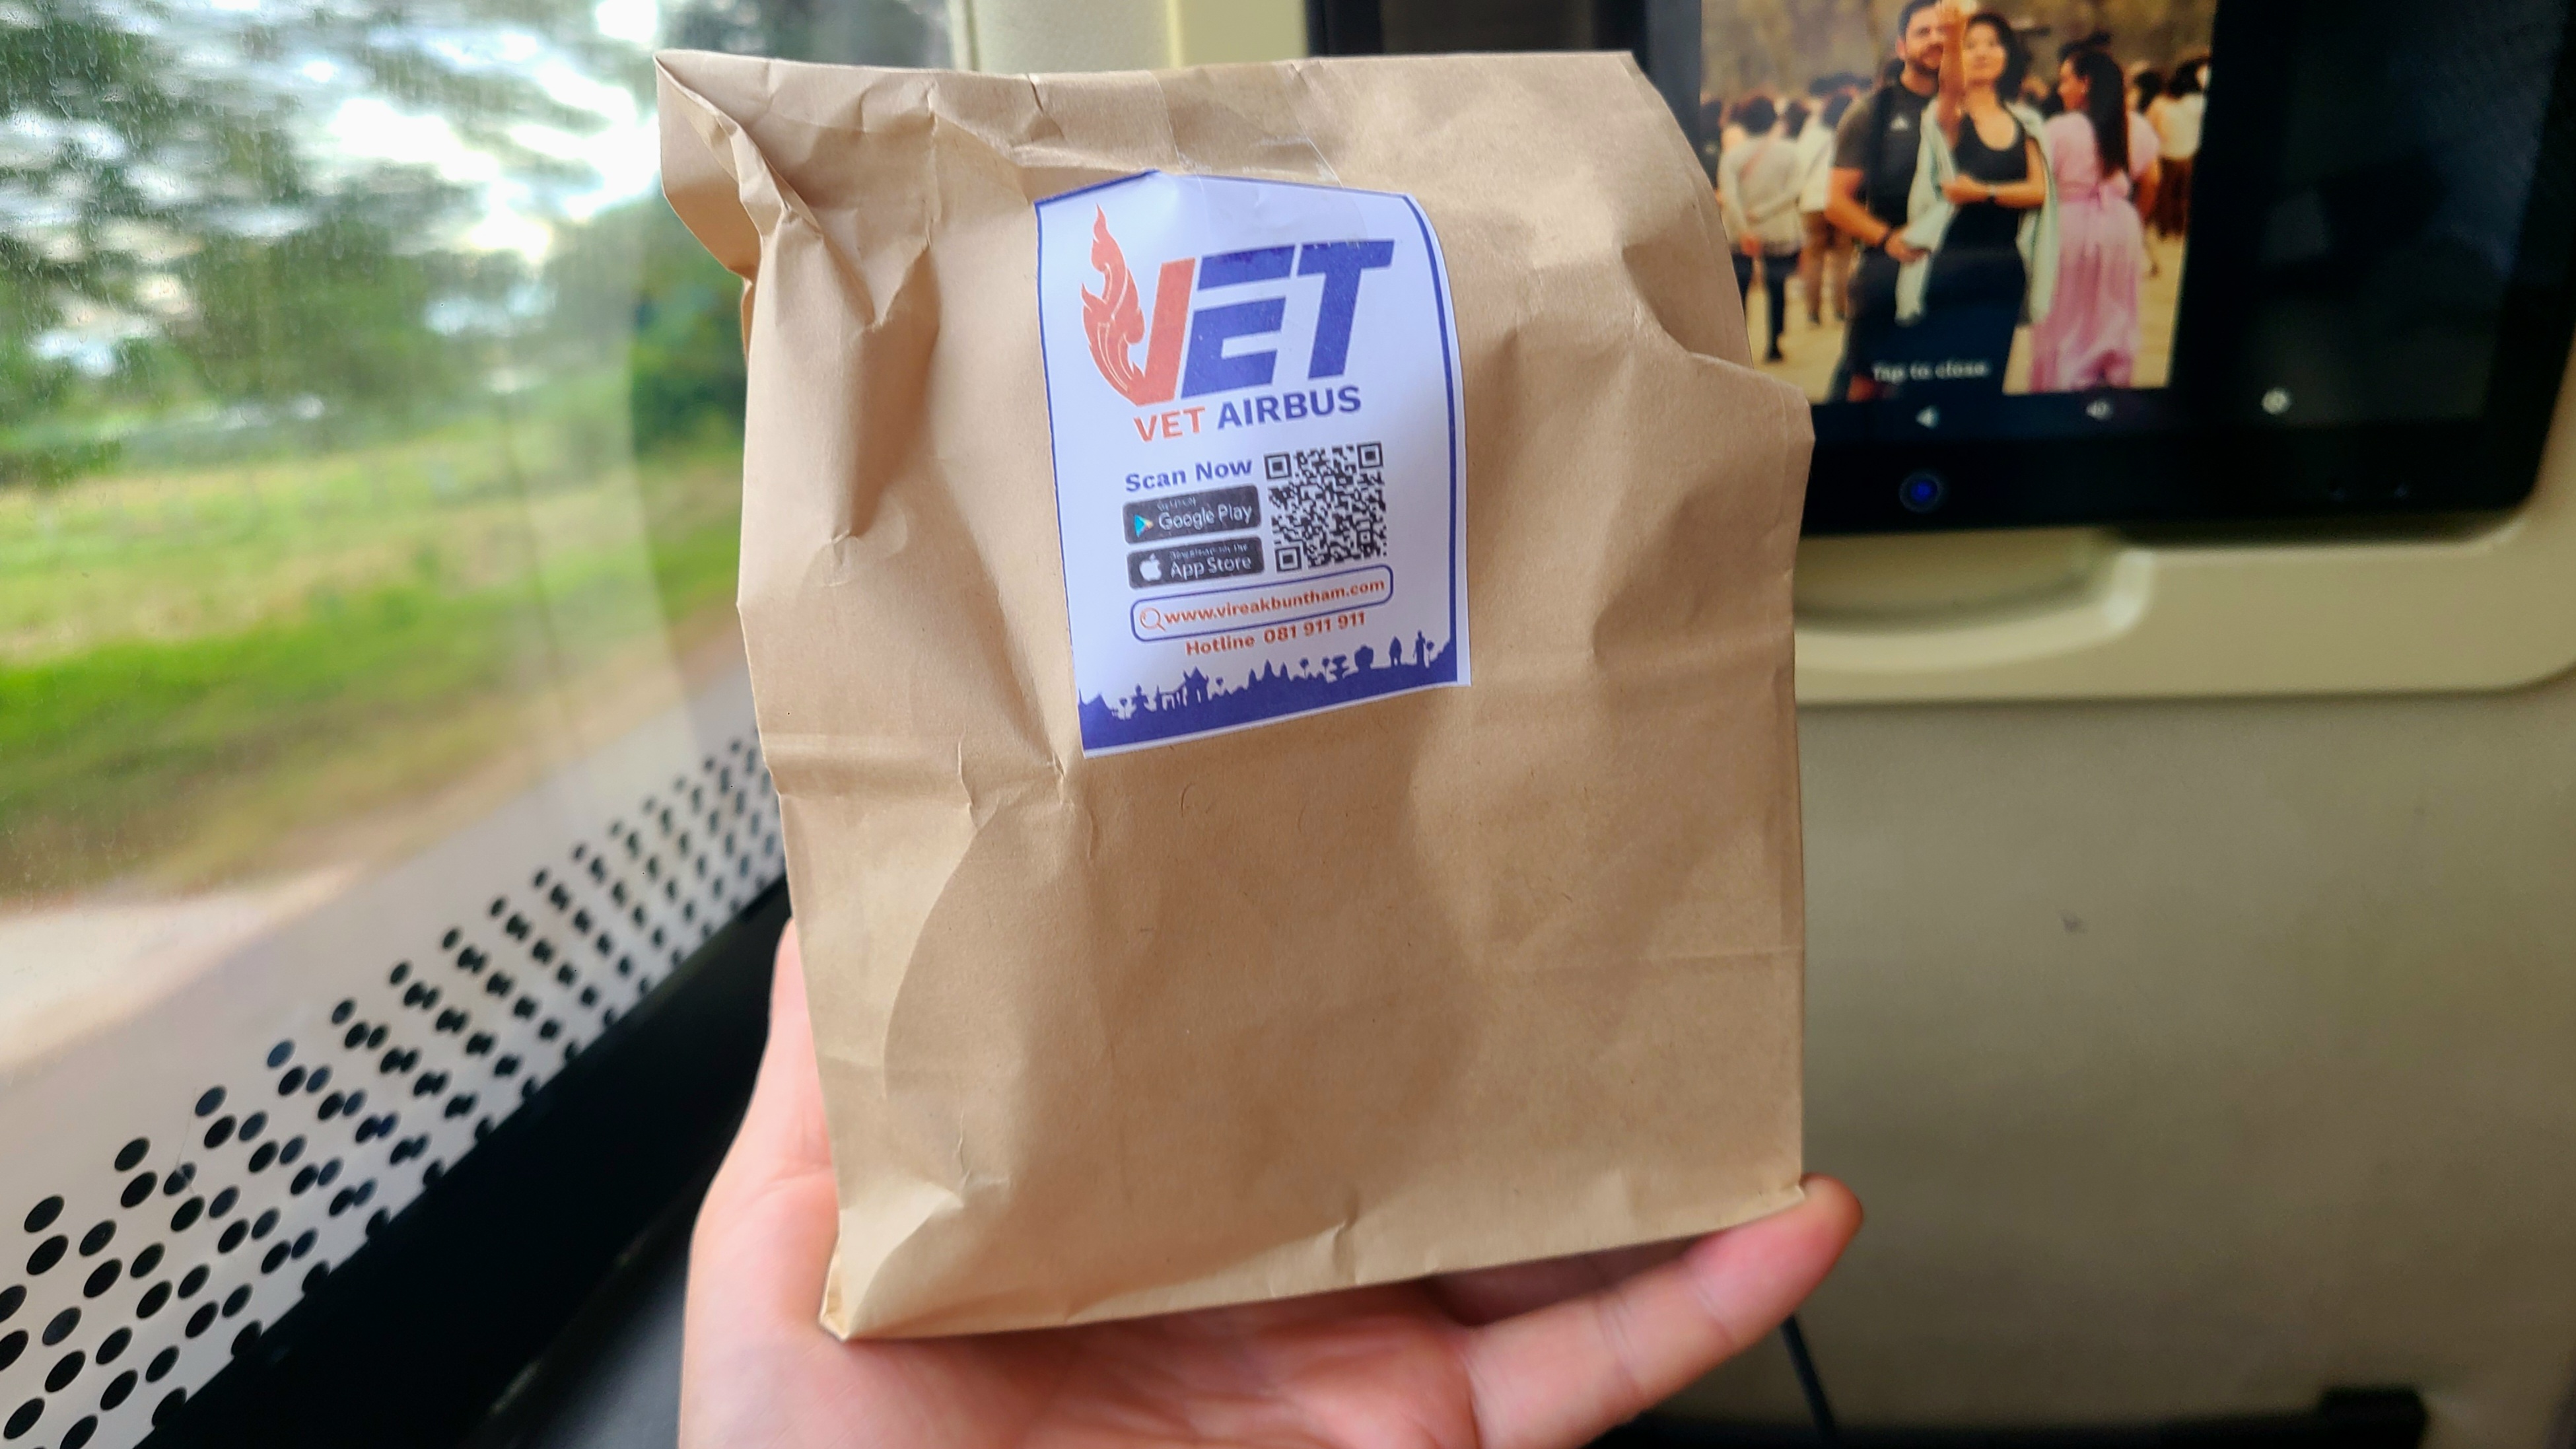 VET
VET AIRBUS
Scan Now
Google Play
App Store
www.vireakbuntham.com
Hotline 081 911 911
Tap to close